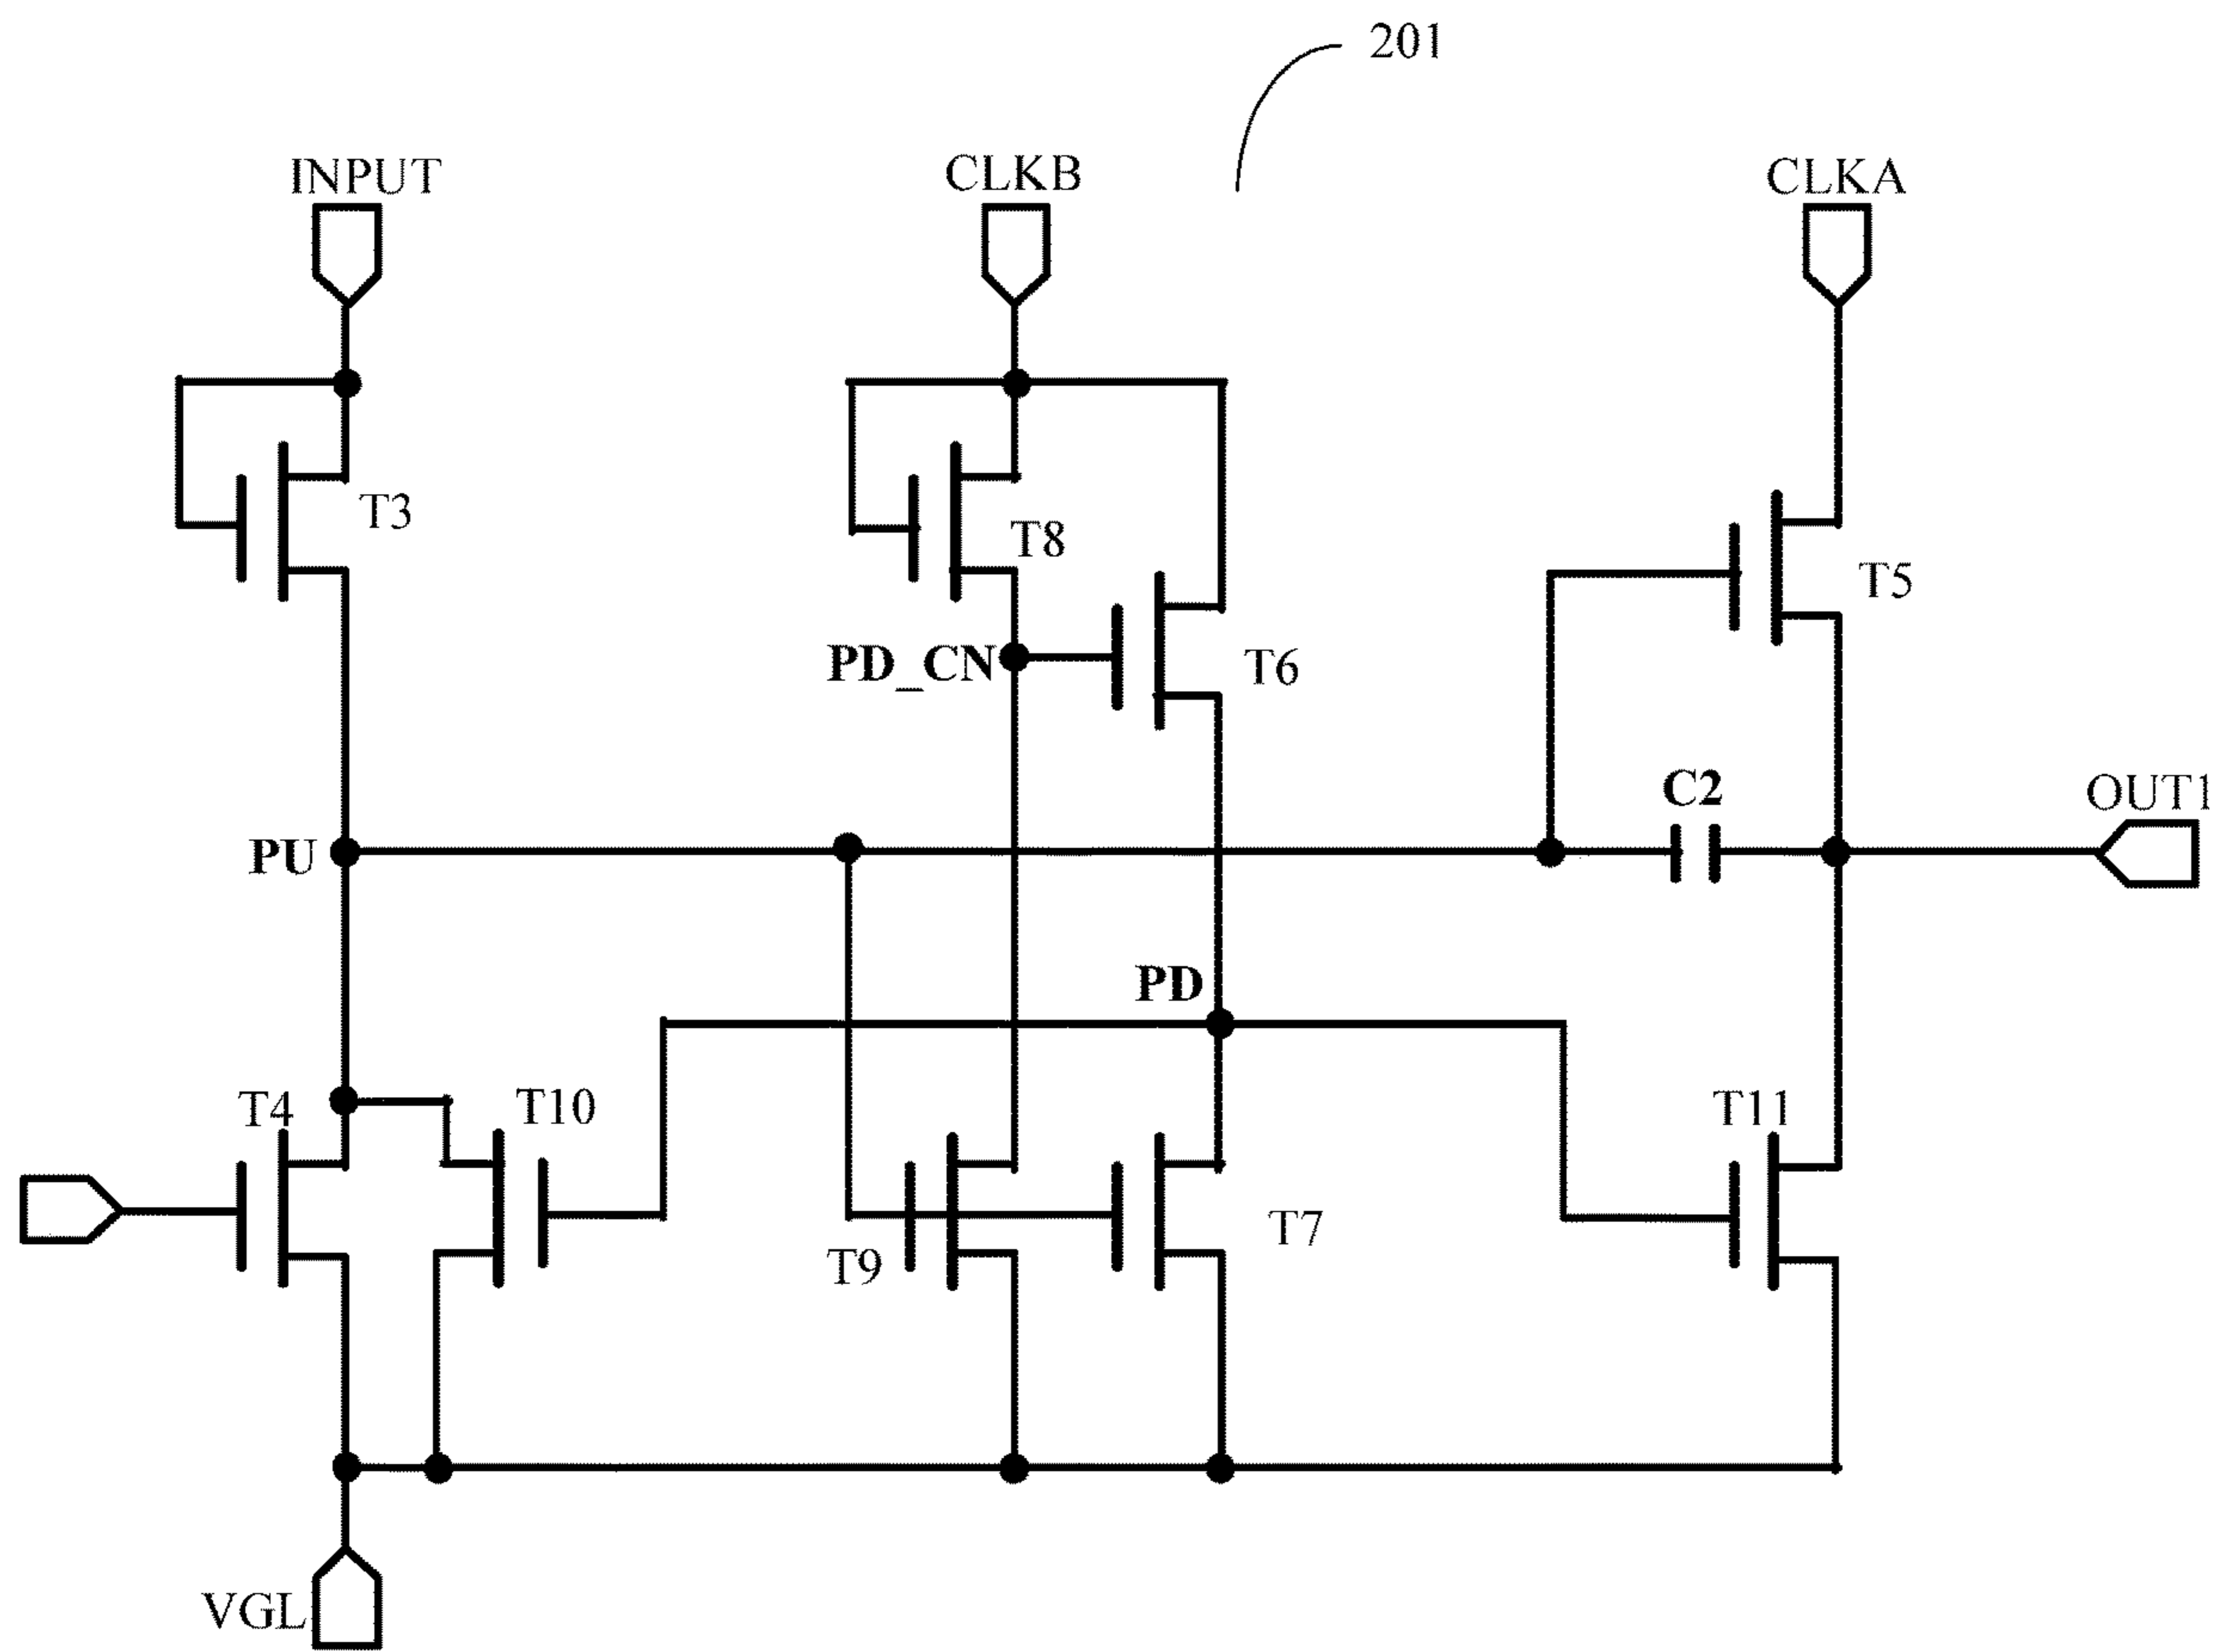 201
INPUT
CLKB
CLKA
T3
T8
T5
T6
PD_CN
C2
OUT1
PU
PD
T4
T10
T11
T9
T7
VGL